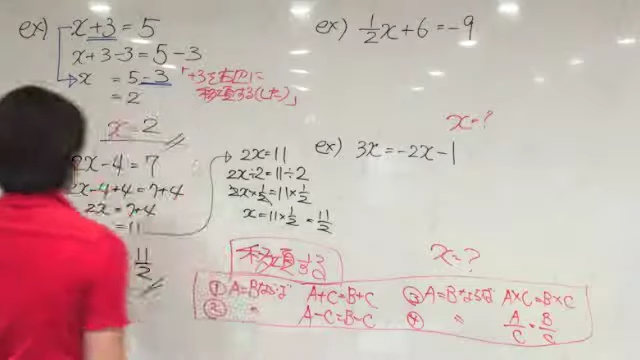 ex) x+3=5
x+3-3=5-3
x =5-3 「+3を右辺に
移項する(した)」
=2
x=2
2x-4=7
2x-4+4=7+4
2x=7+4
=11
11/2
2x=11
2x÷2=11÷2
2x×1/2=11×1/2
x=11×1/2=11/2
ex) 1/2x+6=-9
x=?
ex) 3x=-2x-1
x=?
移項する
① A=Bならば A+C=B+C
② 〃 A-C=B-C
③ A=Bならば A×C=B×C
④ 〃 A/C=B/C